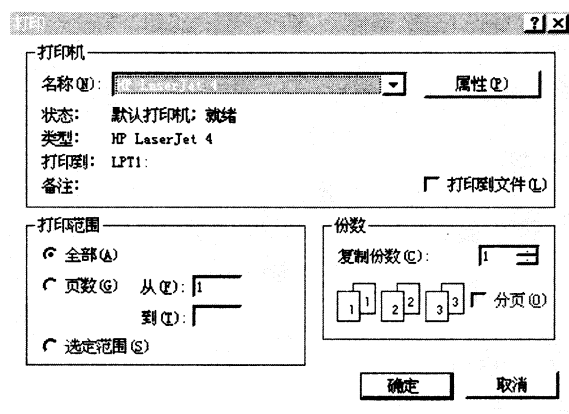 打印
打印机
名称(N): HP LaserJet 4
属性(P)
状态: 默认打印机; 就绪
类型: HP LaserJet 4
打印到: LPT1:
备注:
打印到文件(L)
打印范围
全部(A)
页数(G) 从(F): 1
到(T):
选定范围(S)
份数
复制份数(C): 1
1 1 2 2 3 3
分页(O)
确定
取消